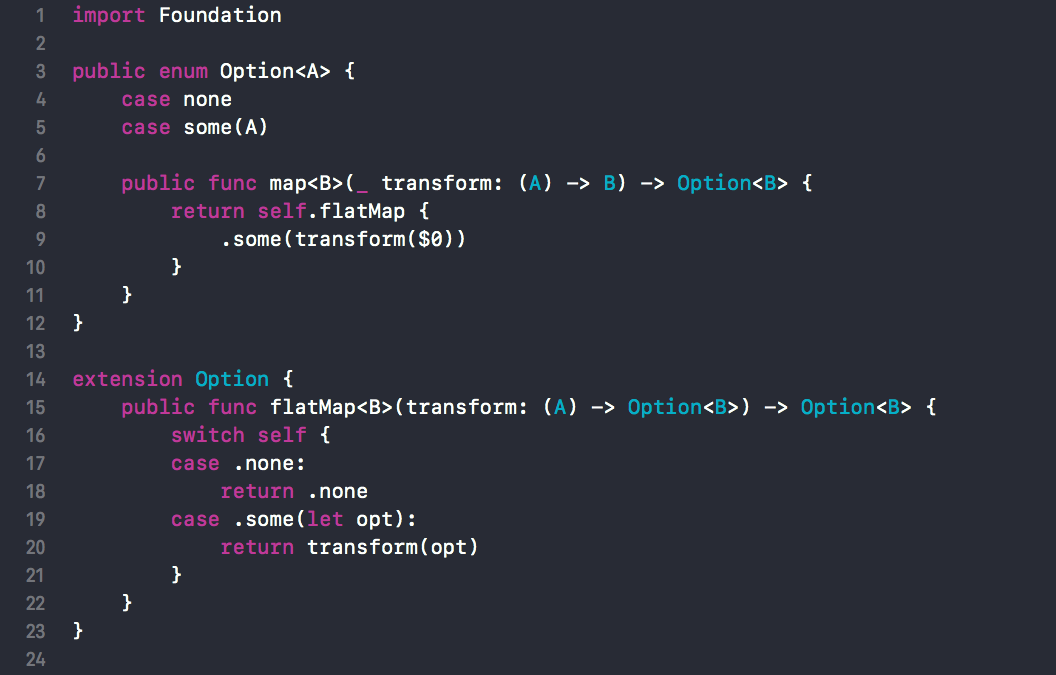 1 import Foundation
2
3 public enum Option<A> {
4     case none
5     case some(A)
6
7     public func map<B>(_ transform: (A) -> B) -> Option<B> {
8         return self.flatMap {
9             .some(transform($0))
10         }
11     }
12 }
13
14 extension Option {
15     public func flatMap<B>(transform: (A) -> Option<B>) -> Option<B> {
16         switch self {
17         case .none:
18             return .none
19         case .some(let opt):
20             return transform(opt)
21         }
22     }
23 }
24